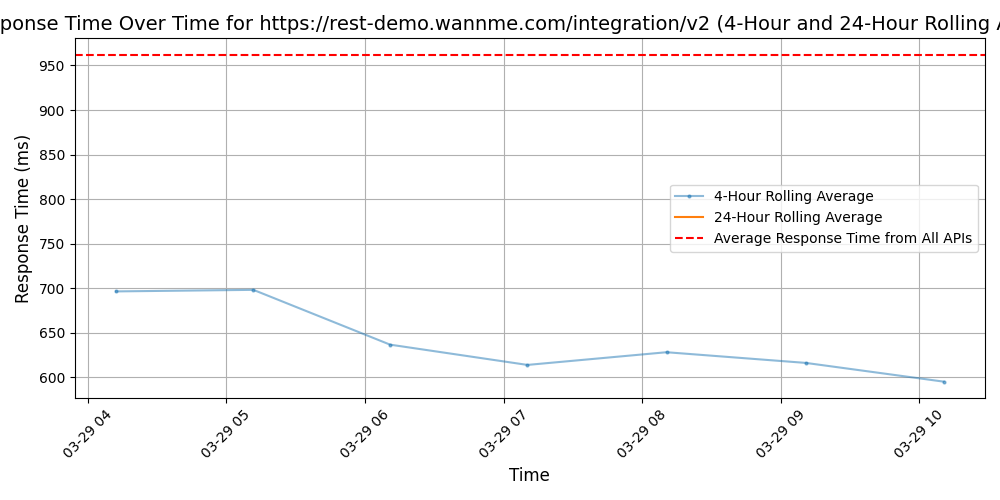 ponse Time Over Time for https://rest-demo.wannme.com/integration/v2 (4-Hour and 24-Hour Rolling
Response Time (ms)
950
900
850
800
750
700
650
600
4-Hour Rolling Average
24-Hour Rolling Average
Average Response Time from All APIs
03-29 04
03-29 05
03-29 06
03-29 07
03-29 08
03-29 09
03-29 10
Time